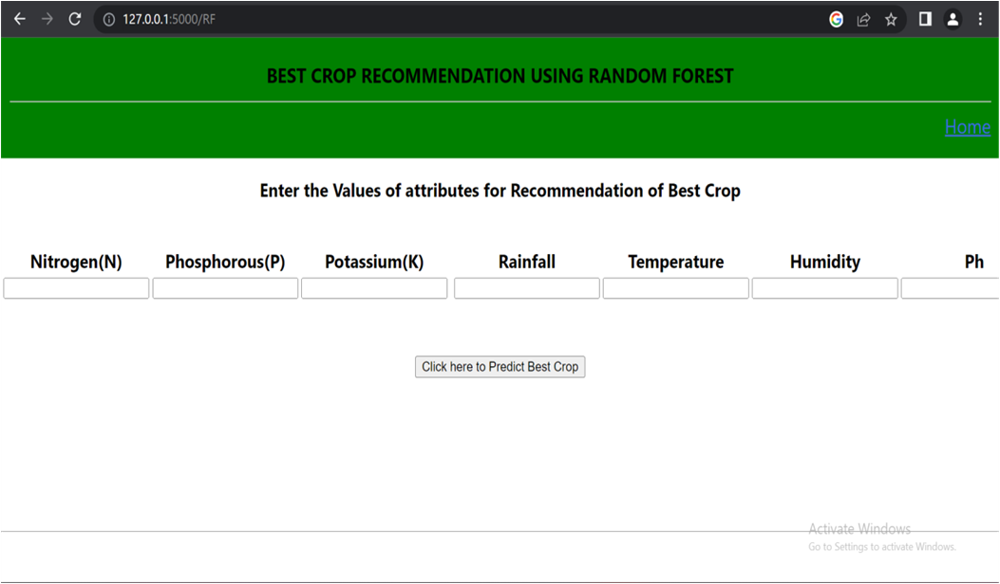 127.0.0.1:5000/RF
BEST CROP RECOMMENDATION USING RANDOM FOREST
Home
Enter the Values of attributes for Recommendation of Best Crop
Nitrogen(N) Phosphorous(P) Potassium(K) Rainfall Temperature Humidity Ph
Click here to Predict Best Crop
Activate Windows
Go to Settings to activate Windows.